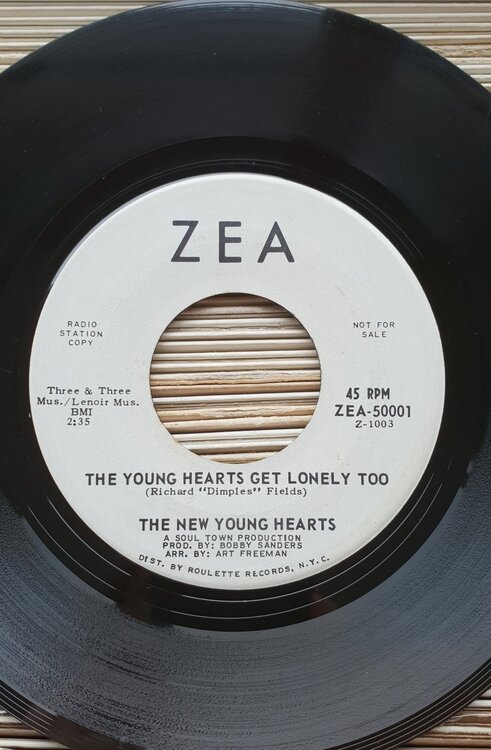 ZEA
RADIO
STATION
COPY
NOT FOR
SALE
Three & Three
Mus./Lenoir Mus.
BMI
2:35
45 RPM
ZEA-50001
Z-1003
THE YOUNG HEARTS GET LONELY TOO
(Richard "Dimples" Fields)
THE NEW YOUNG HEARTS
A SOUL TOWN PRODUCTION
PROD. BY: BOBBY SANDERS
ARR. BY: ART FREEMAN
DIST. BY ROULETTE RECORDS, N.Y.C.